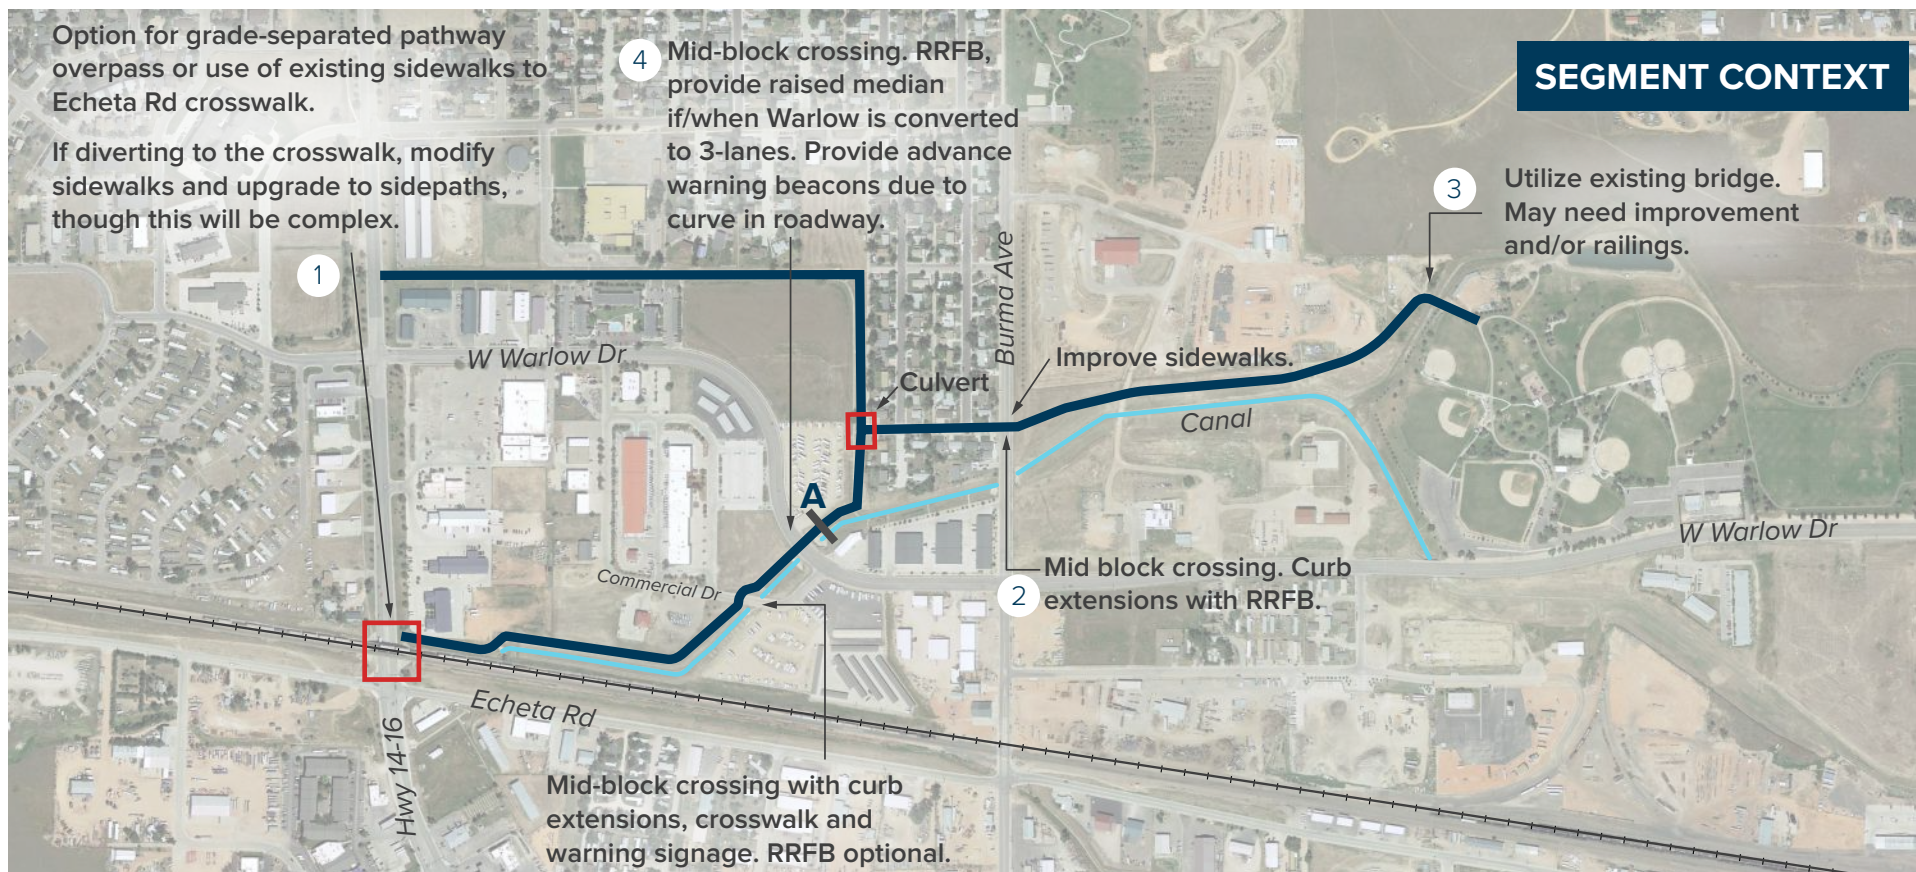 Option for grade-separated pathway
overpass or use of existing sidewalks to
Echeta Rd crosswalk.
If diverting to the crosswalk, modify
sidewalks and upgrade to sidepaths,
though this will be complex.
1
4
Mid-block crossing. RRFB,
provide raised median
if/when Warlow is converted
to 3-lanes. Provide advance
warning beacons due to
curve in roadway.
SEGMENT CONTEXT
3
Utilize existing bridge.
May need improvement
and/or railings.
Burma Ave
W Warlow Dr
Improve sidewalks.
Culvert
Canal
A
W Warlow Dr
Commercial Dr
2
Mid block crossing. Curb
extensions with RRFB.
Echeta Rd
Hwy 14-16
Mid-block crossing with curb
extensions, crosswalk and
warning signage. RRFB optional.